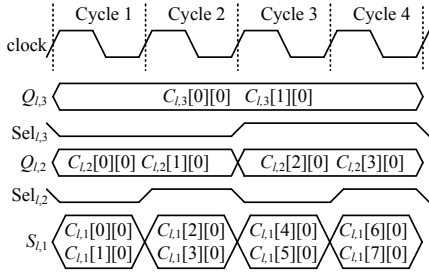 Cycle 1 Cycle 2 Cycle 3 Cycle 4
clock
Q_{l,3} C_{l,3}[0][0] C_{l,3}[1][0]
Sel_{l,3}
Q_{l,2} C_{l,2}[0][0] C_{l,2}[1][0] C_{l,2}[2][0] C_{l,2}[3][0]
Sel_{l,2}
C_{l,1}[0][0] C_{l,1}[2][0] C_{l,1}[4][0] C_{l,1}[6][0]
S_{l,1}
C_{l,1}[1][0] C_{l,1}[3][0] C_{l,1}[5][0] C_{l,1}[7][0]